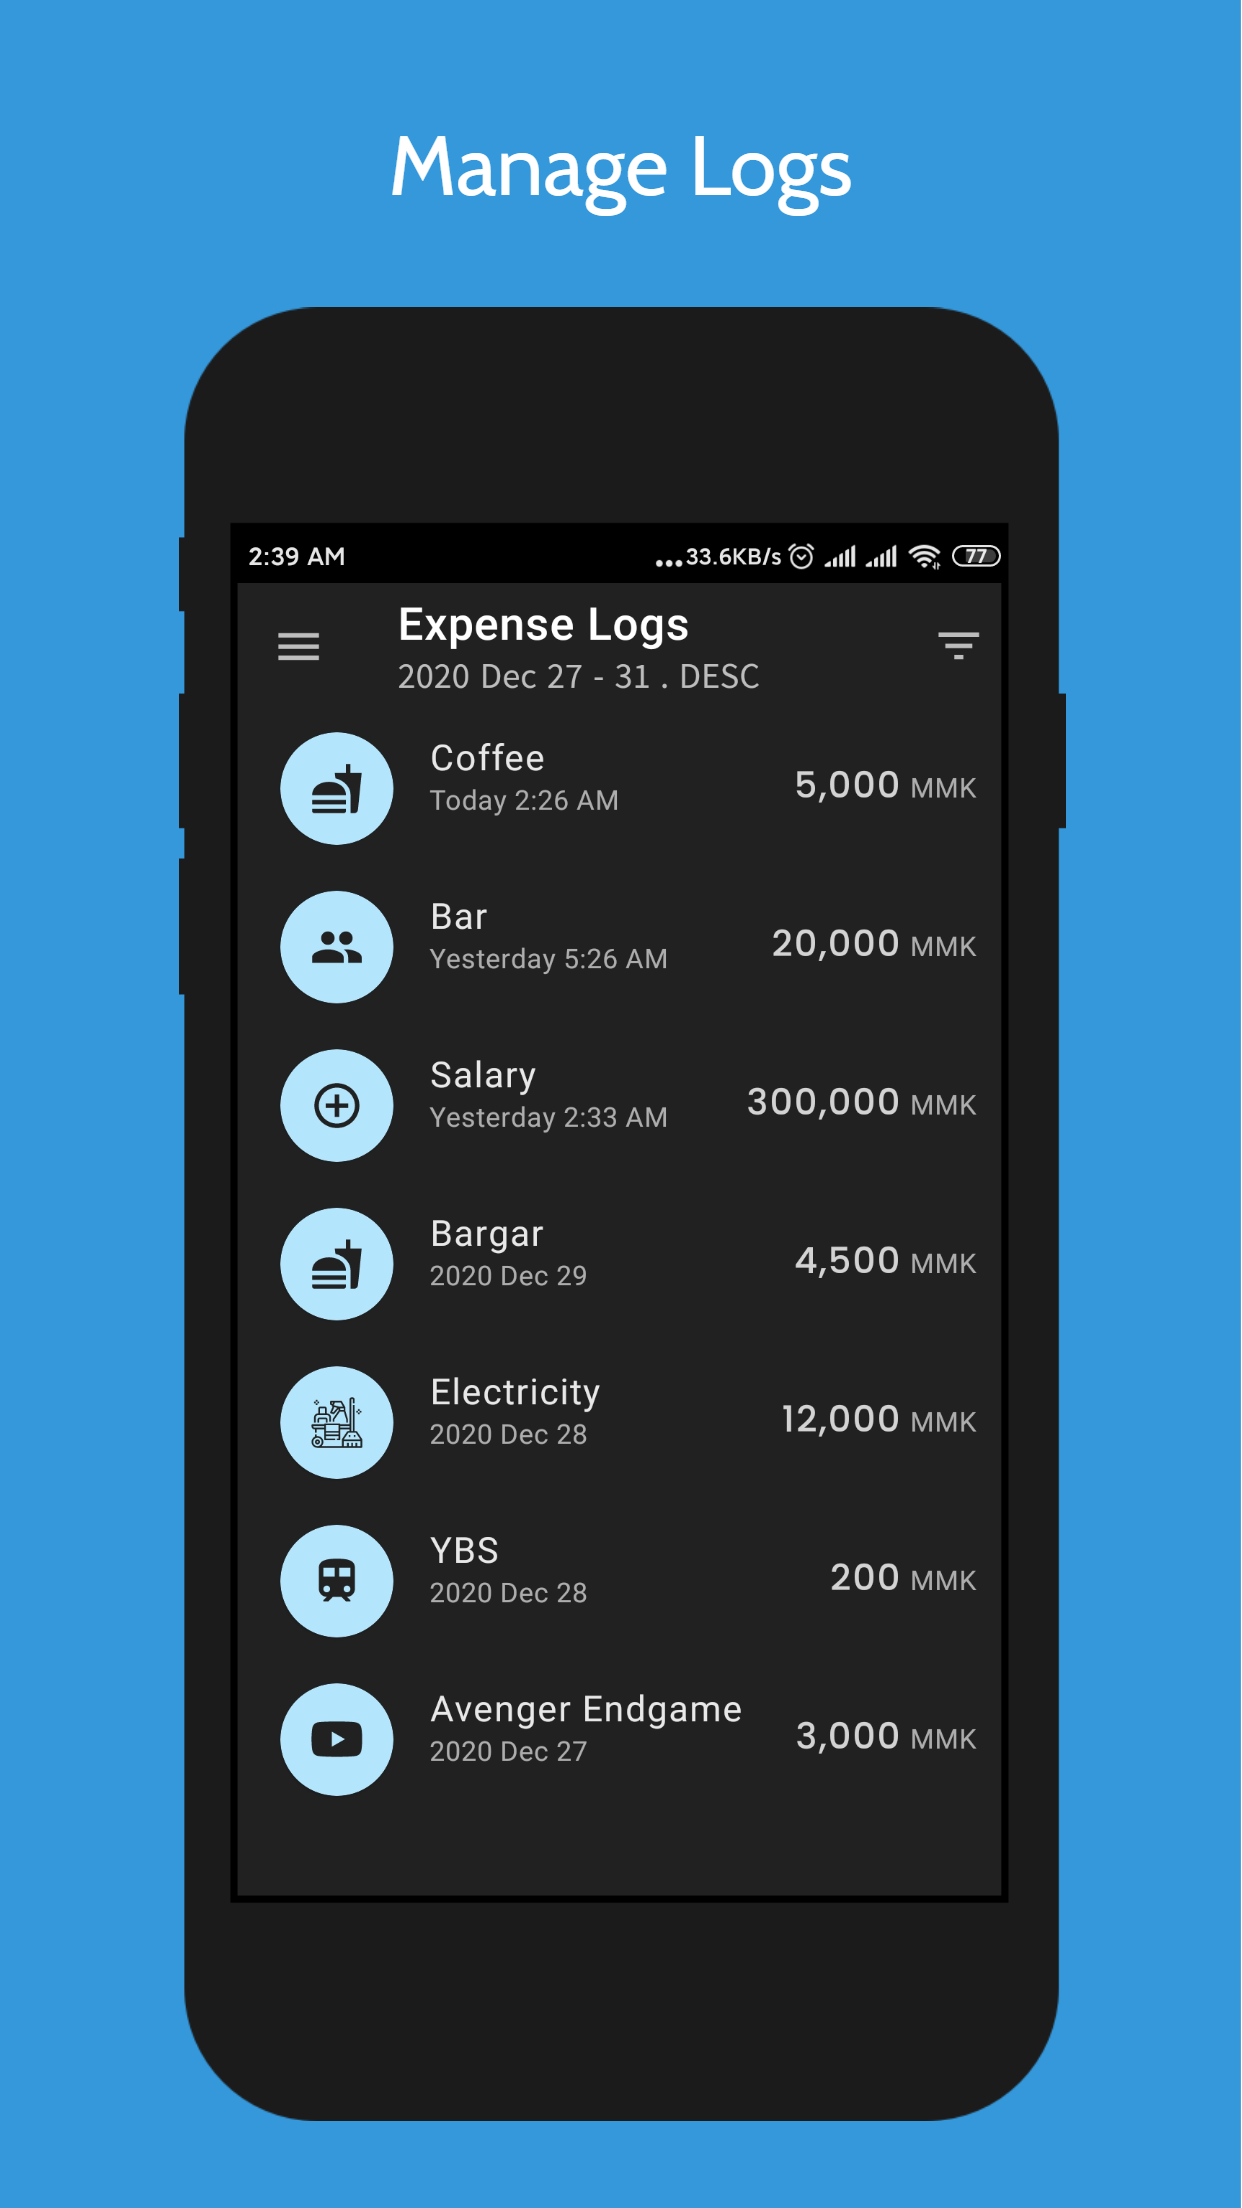 Manage Logs
2:39 AM
...33.6KB/s
77
Expense Logs
2020 Dec 27 - 31 . DESC
Coffee
Today 2:26 AM
5,000 MMK
Bar
Yesterday 5:26 AM
20,000 MMK
Salary
Yesterday 2:33 AM
300,000 MMK
Bargar
2020 Dec 29
4,500 MMK
Electricity
2020 Dec 28
12,000 MMK
YBS
2020 Dec 28
200 MMK
Avenger Endgame
2020 Dec 27
3,000 MMK